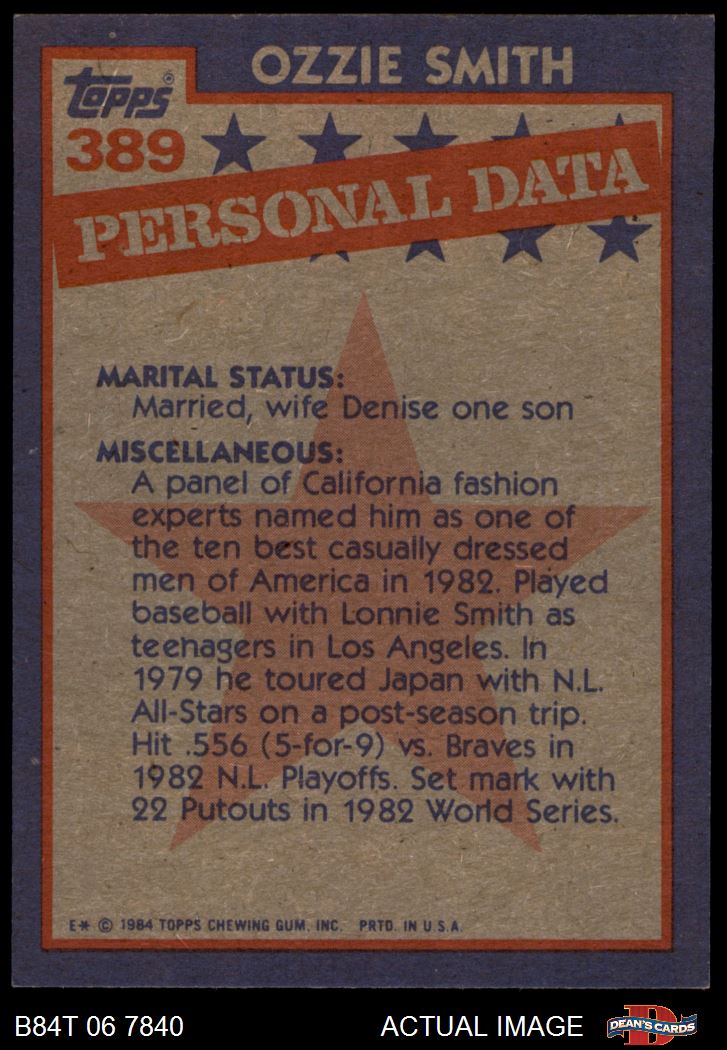 OZZIE SMITH
Topps®
389
PERSONAL DATA
MARITAL STATUS:
Married, wife Denise one son
MISCELLANEOUS:
A panel of California fashion
experts named him as one of
the ten best casually dressed
men of America in 1982. Played
baseball with Lonnie Smith as
teenagers in Los Angeles. In
1979 he toured Japan with N.L.
All-Stars on a post-season trip.
Hit .556 (5-for-9) vs. Braves in
1982 N.L. Playoffs. Set mark with
22 Putouts in 1982 World Series.
E* © 1984 TOPPS CHEWING GUM, INC. PRTD. IN U.S.A.
B84T 06 7840 ACTUAL IMAGE
D
DEAN'S CARDS